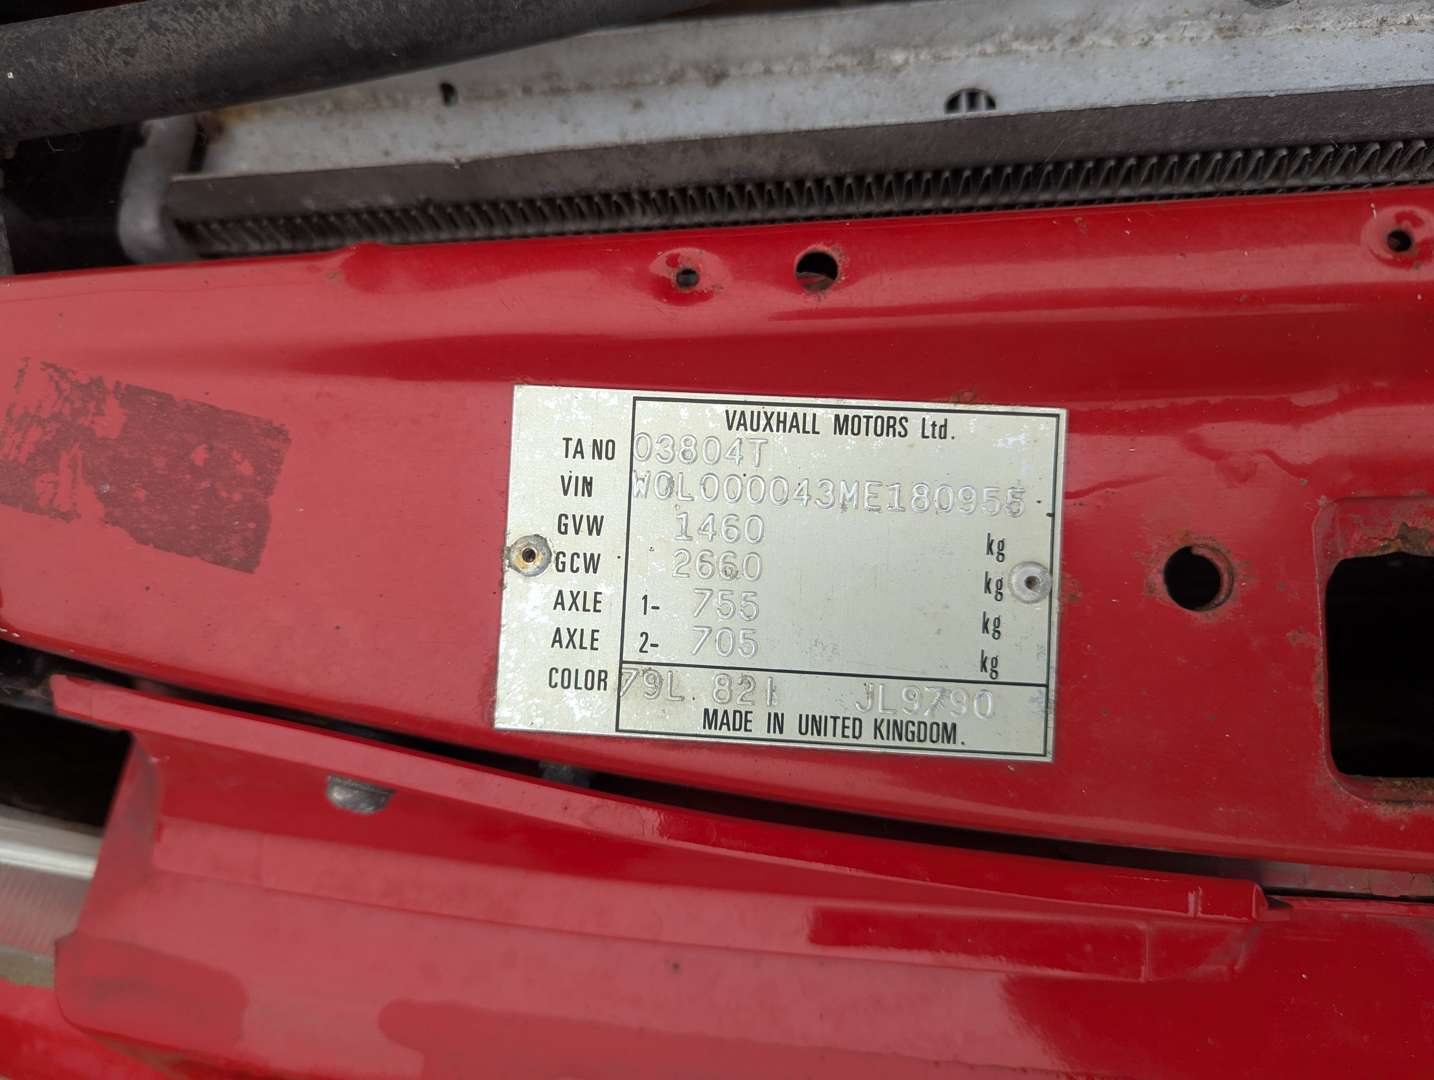 VAUXHALL MOTORS Ltd.
TA NO 03804T
VIN W0L000043ME180955
GVW 1460 kg
GCW 2660 kg
AXLE 1- 755 kg
AXLE 2- 705 kg
COLOR 79L 821 JL9790
MADE IN UNITED KINGDOM.